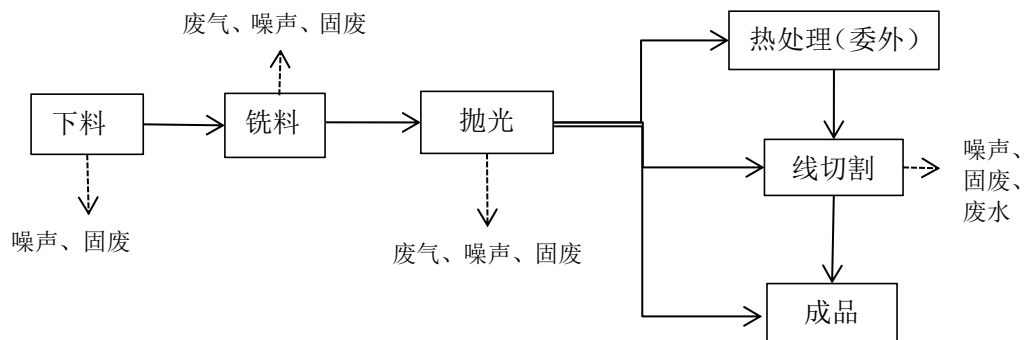 废气、噪声、固废
热处理（委外）
下料
铣料
抛光
线切割
噪声、
固废、
废水
噪声、固废
废气、噪声、固废
成品